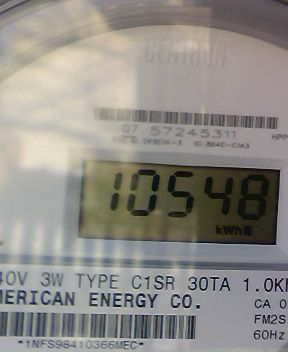 CENTRON®
07 57245311
10548
kWh
40V 3W TYPE C1SR 30TA 1.0K
MERICAN ENERGY CO.
CA 0
FM2S
60Hz
*1NFS98410366MEC*